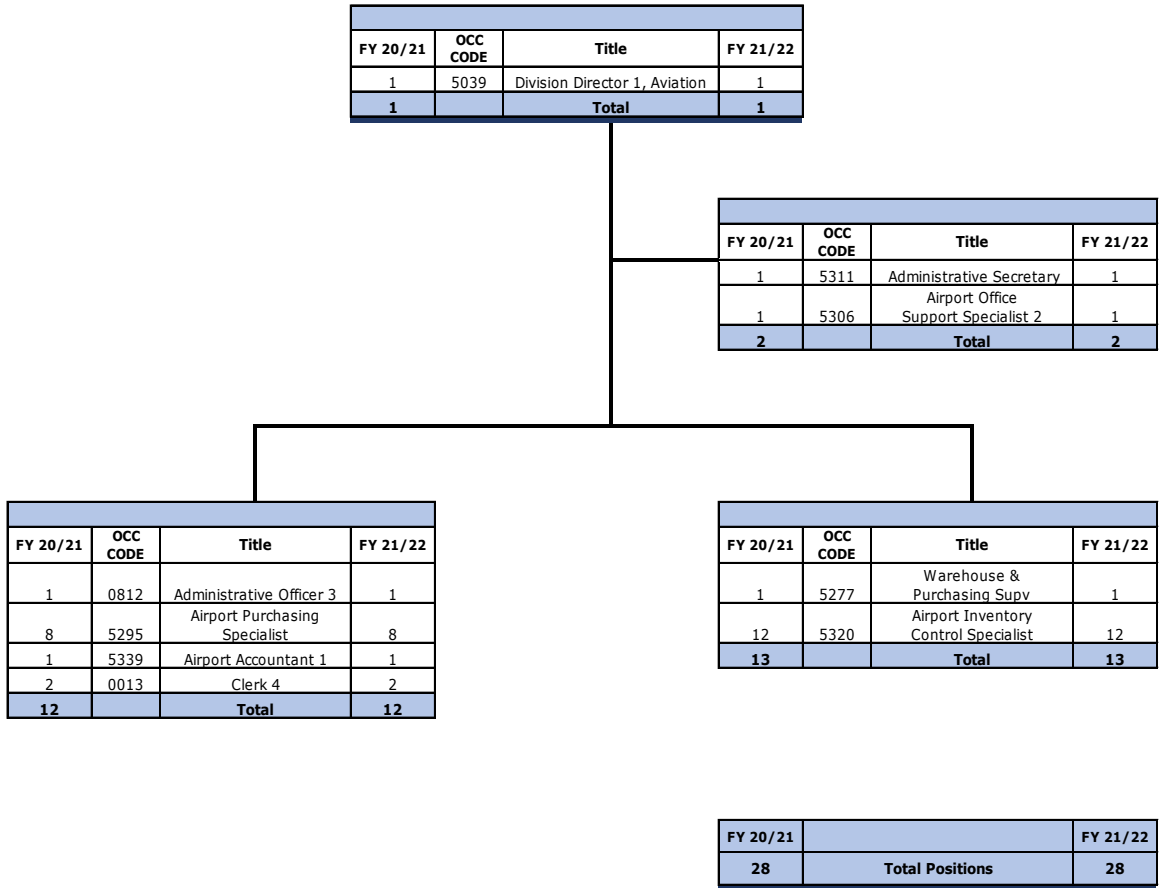 FY 20/21 OCC CODE Title FY 21/22
1 5039 Division Director 1, Aviation 1
1 Total 1
FY 20/21 OCC CODE Title FY 21/22
1 5311 Administrative Secretary 1
1 5306 Airport Office Support Specialist 2 1
2 Total 2
FY 20/21 OCC CODE Title FY 21/22
1 0812 Administrative Officer 3 1
8 5295 Airport Purchasing Specialist 8
1 5339 Airport Accountant 1 1
2 0013 Clerk 4 2
12 Total 12
FY 20/21 OCC CODE Title FY 21/22
1 5277 Warehouse & Purchasing Supv 1
12 5320 Airport Inventory Control Specialist 12
13 Total 13
FY 20/21 FY 21/22
28 Total Positions 28